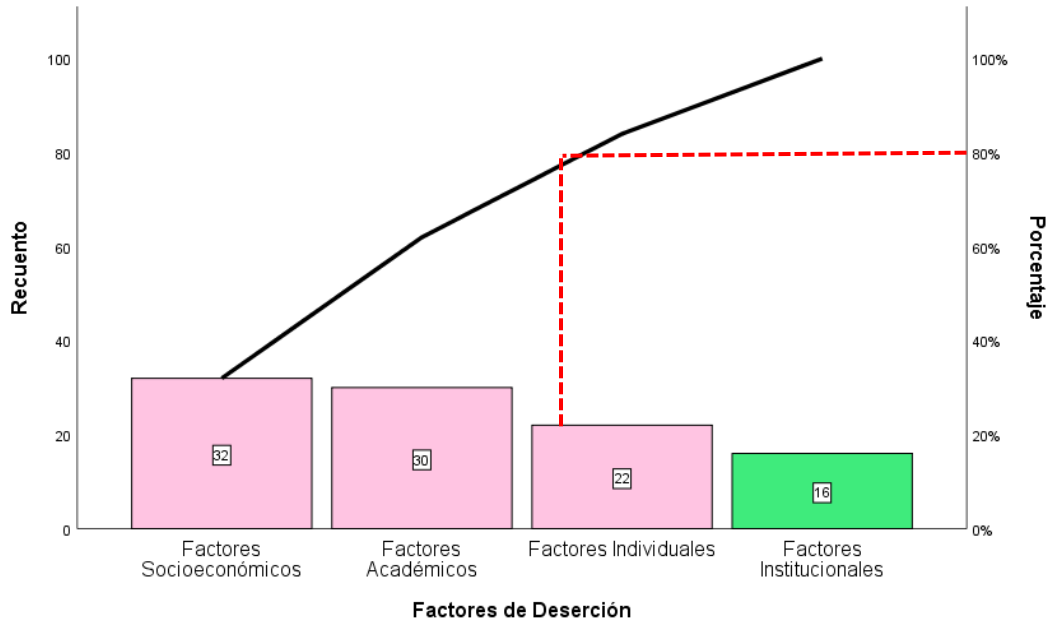 100
80
60
40
20
0
Recuento
100%
80%
60%
40%
20%
0%
Porcentaje
32
30
22
16
Factores
Socioeconómicos
Factores
Académicos
Factores Individuales
Factores
Institucionales
Factores de Deserción